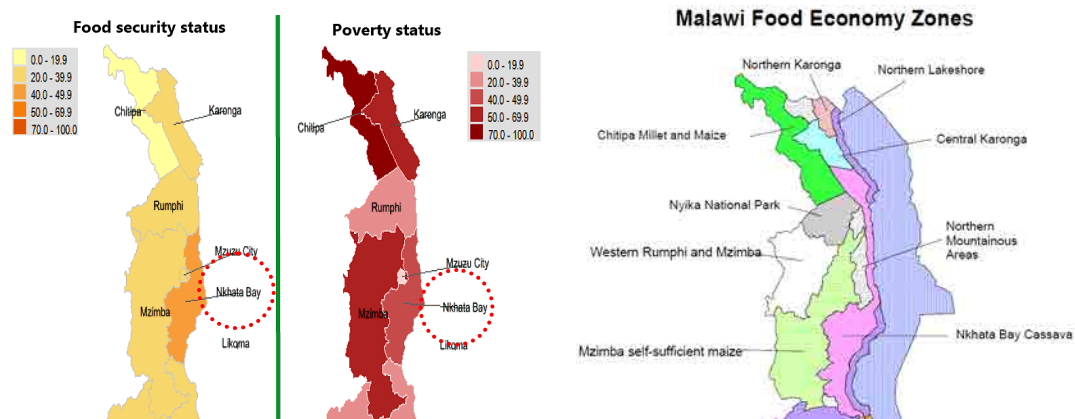 Food security status
0.0 - 19.9
20.0 - 39.9
40.0 - 49.9
50.0 - 69.9
70.0 - 100.0
Chitipa
Karonga
Rumphi
Mzuzu City
Nkhata Bay
Mzimba
Likoma
Poverty status
0.0 - 19.9
20.0 - 39.9
40.0 - 49.9
50.0 - 69.9
70.0 - 100.0
Chitipa
Karonga
Rumphi
Mzuzu City
Nkhata Bay
Mzimba
Likoma
Malawi Food Economy Zones
Northern Karonga
Northern Lakeshore
Chitipa Millet and Maize
Central Karonga
Nyika National Park
Northern
Mountainous
Areas
Western Rumphi and Mzimba
Nkhata Bay Cassava
Mzimba self-sufficient maize